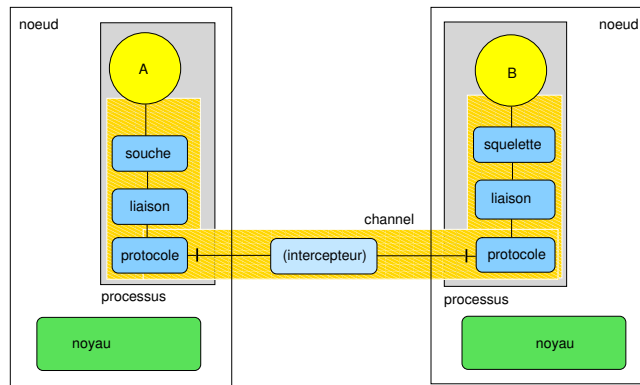 noeud
A
souche
liaison
protocole
processus
noyau
channel
(intercepteur)
noeud
B
squelette
liaison
protocole
processus
noyau